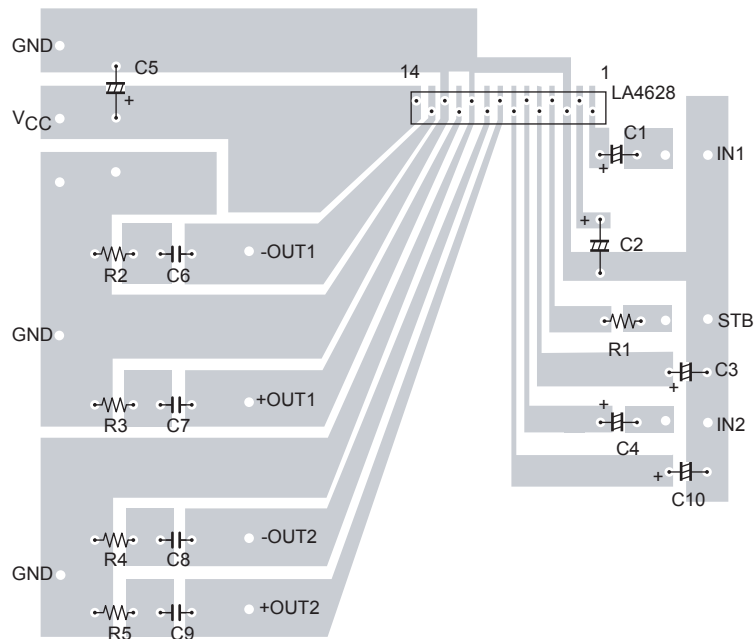 GND
C5
14
1
LA4628
+
VCC
C1
+
IN1
+
C2
R2
C6
-OUT1
GND
STB
R1
C3
+
R3
C7
+OUT1
+
IN2
C4
+
C10
R4
C8
-OUT2
GND
R5
C9
+OUT2